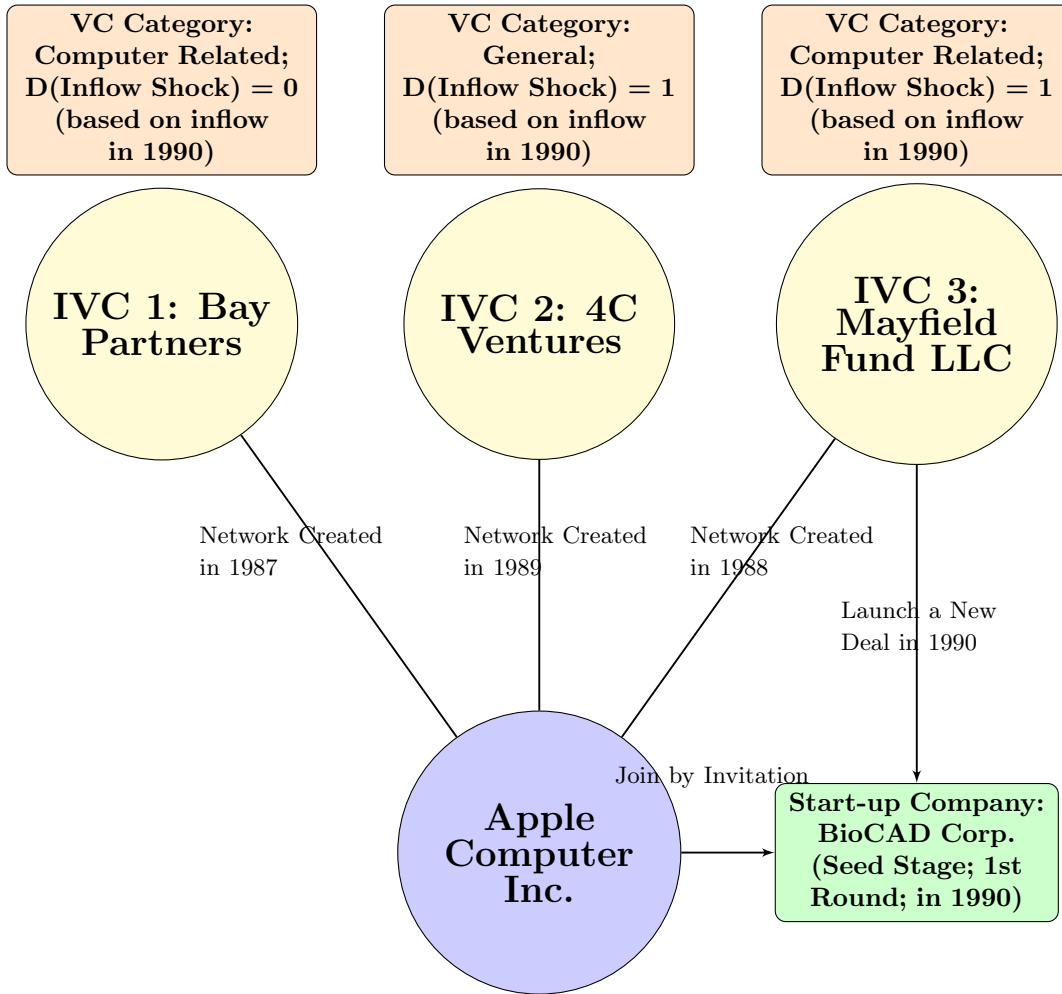 VC Category:
Computer Related;
D(Inflow Shock) = 0
(based on inflow
in 1990)
VC Category:
General;
D(Inflow Shock) = 1
(based on inflow
in 1990)
VC Category:
Computer Related;
D(Inflow Shock) = 1
(based on inflow
in 1990)
IVC 1: Bay
Partners
IVC 2: 4C
Ventures
IVC 3:
Mayfield
Fund LLC
Network Created
in 1987
Network Created
in 1989
Network Created
in 1988
Launch a New
Deal in 1990
Join by Invitation
Apple
Computer
Inc.
Start-up Company:
BioCAD Corp.
(Seed Stage; 1st
Round; in 1990)